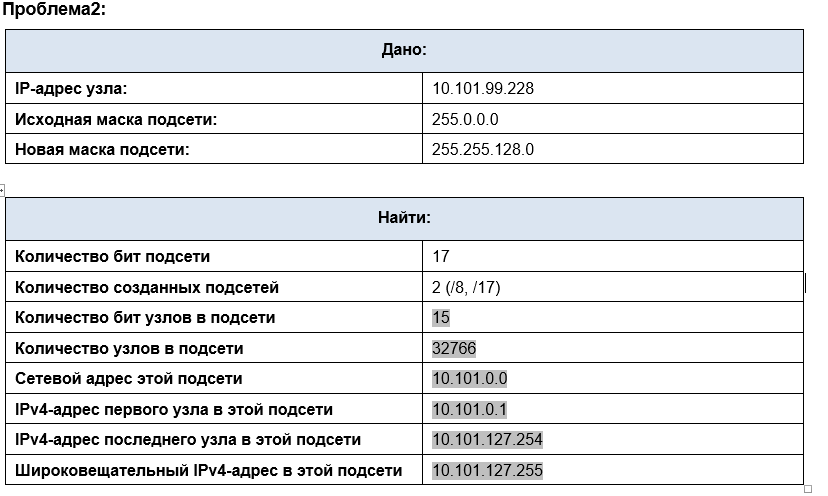 Проблема2:
Дано:
IP-адрес узла: 10.101.99.228
Исходная маска подсети: 255.0.0.0
Новая маска подсети: 255.255.128.0
Найти:
Количество бит подсети 17
Количество созданных подсетей 2 (/8, /17)
Количество бит узлов в подсети 15
Количество узлов в подсети 32766
Сетевой адрес этой подсети 10.101.0.0
IPv4-адрес первого узла в этой подсети 10.101.0.1
IPv4-адрес последнего узла в этой подсети 10.101.127.254
Широковещательный IPv4-адрес в этой подсети 10.101.127.255